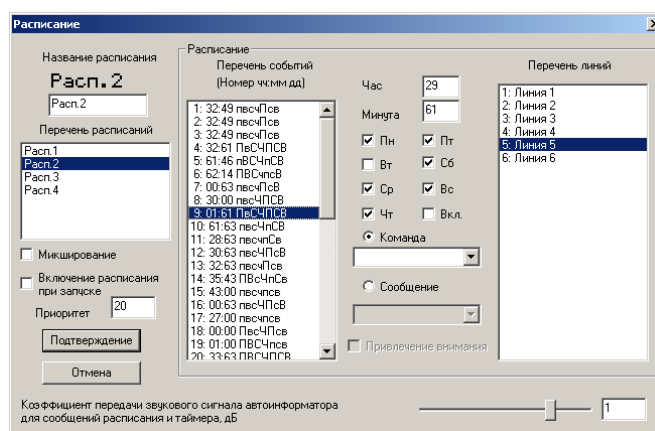 Расписание
Название расписания
Расп.2
Расп.2
Перечень расписаний
Расп.1
Расп.2
Расп.3
Расп.4
Микширование
Включение расписания
при запуске
Приоритет
20
Подтверждение
Отмена
Расписание
Перечень событий
(Номер чч:мм дд)
1: 32:49 пвсчПсв
2: 32:49 пвсчПсв
3: 32:49 пвсчПсв
4: 32:61 ПвСЧПСВ
5: 61:46 пВСЧпСВ
6: 62:14 ПВСчпсВ
7: 00:63 пвсчПсВ
8: 30:00 пвсЧПСВ
9: 01:61 ПвСЧПСВ
10: 61:63 пвсЧПСВ
11: 28:63 пвсчпСв
12: 30:63 пвсЧПсВ
13: 32:63 пвсчПсв
14: 35:43 ПВсЧпСв
15: 43:00 пвсчпсв
16: 00:63 пвсЧПсВ
17: 27:00 пвсчпсв
18: 00:00 ПвсЧПсв
19: 01:00 ПВСчПсв
20: 33:63 ПВСЧПСВ
Час
29
Минута
61
Пн
Пт
Вт
Сб
Ср
Вс
Чт
Вкл.
Команда
Сообщение
Привлечение внимания
Перечень линий
1: Линия 1
2: Линия 2
3: Линия 3
4: Линия 4
5: Линия 5
6: Линия 6
Коэффициент передачи звукового сигнала автоинформатора
для сообщений расписания и таймера, дБ
1